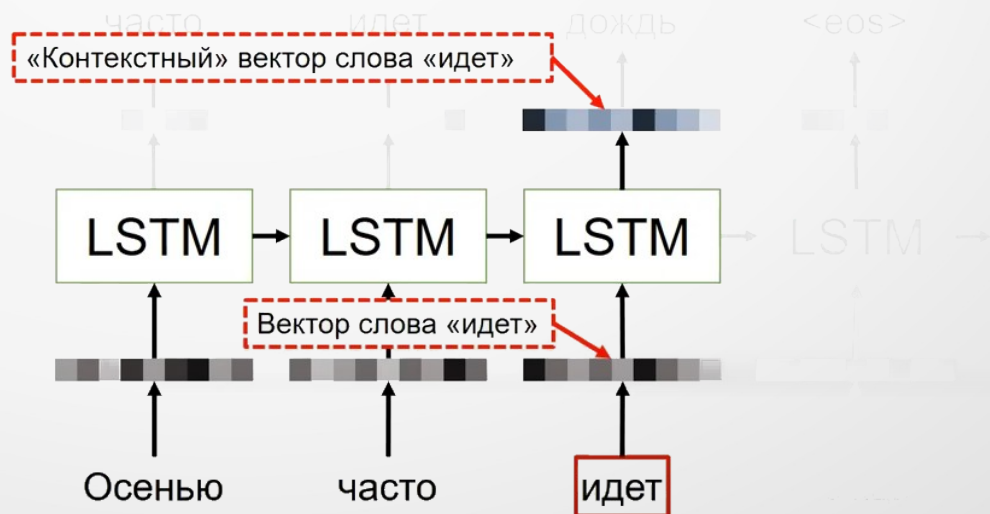 часто идет дождь <eos>
«Контекстный» вектор слова «идет»
LSTM LSTM LSTM LSTM
Вектор слова «идет»
Осенью часто идет